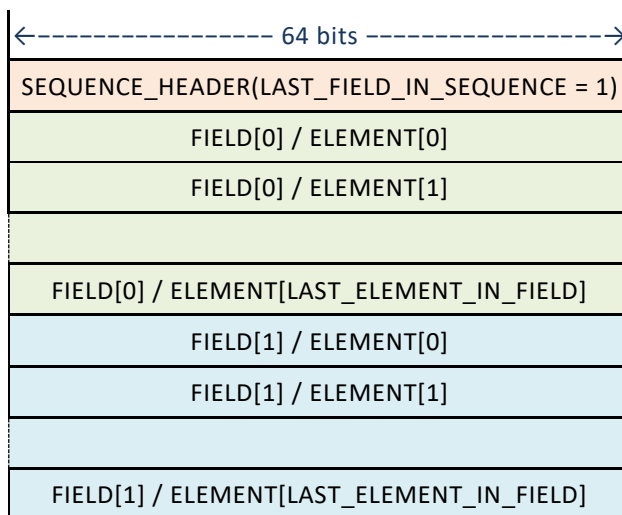 64 bits
SEQUENCE_HEADER(LAST_FIELD_IN_SEQUENCE = 1)
FIELD[0] / ELEMENT[0]
FIELD[0] / ELEMENT[1]
FIELD[0] / ELEMENT[LAST_ELEMENT_IN_FIELD]
FIELD[1] / ELEMENT[0]
FIELD[1] / ELEMENT[1]
FIELD[1] / ELEMENT[LAST_ELEMENT_IN_FIELD]